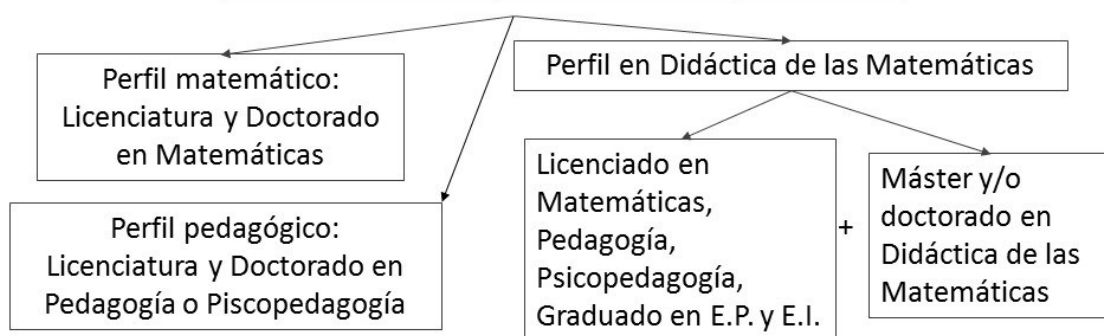 Perfil matemático:
Licenciatura y Doctorado
en Matemáticas
Perfil pedagógico:
Licenciatura y Doctorado en
Pedagogía o Piscopedagogía
Perfil en Didáctica de las Matemáticas
Licenciado en
Matemáticas,
Pedagogía,
Psicopedagogía,
Graduado en E.P. y E.I.
+
Máster y/o
doctorado en
Didáctica de las
Matemáticas